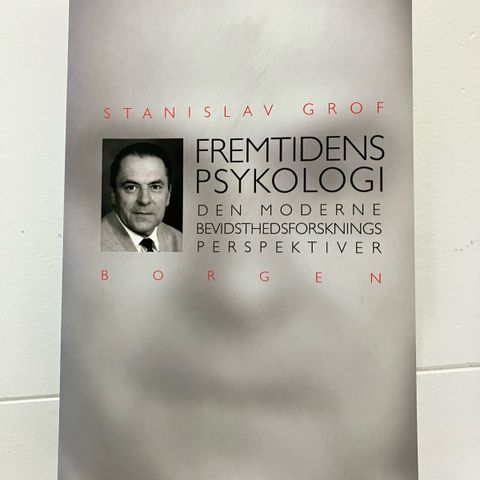 STANISLAV GROF
FREMTIDENS
PSYKOLOGI
DEN MODERNE
BEVIDSTHEDSFORSKNINGS
PERSPEKTIVER
BORGEN